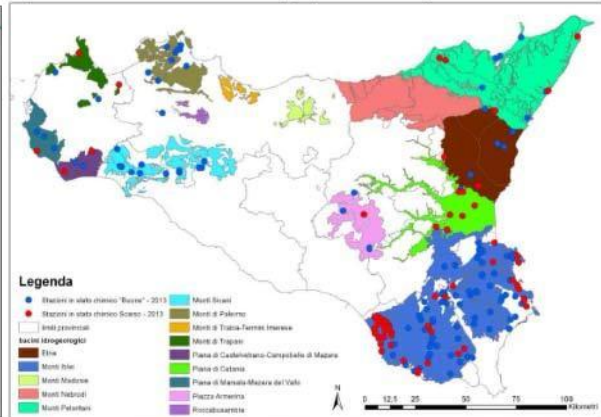 Legenda
Stazioni in stato chimico "Buono" - 2013
Stazioni in stato chimico Scarso - 2013
limiti provinciali
bacini idrogeologici
Etna
Monti Iblei
Monti Madonie
Monti Nebrodi
Monti Peloritani
Monti Sicani
Monti di Palermo
Monti di Trabia-Termini Imerese
Monti di Trapani
Piana di Castelvetrano-Campobello di Mazara
Piana di Catania
Piana di Marsala-Mazara del Vallo
Piazza Armerina
Roccabusambra
N
0 12,5 25 50 75 100
Kilometri